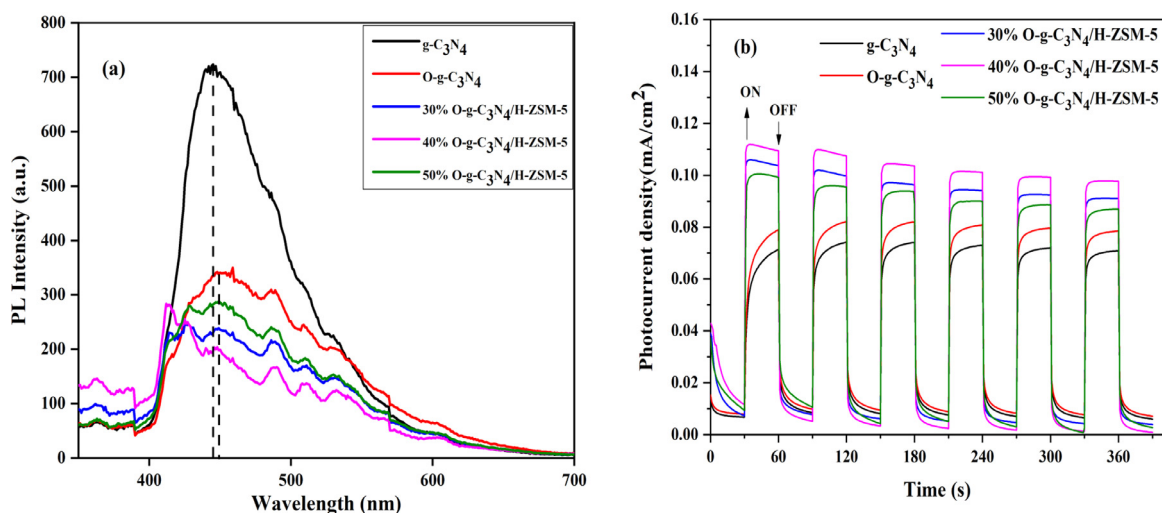 (a)
g-C3N4
O-g-C3N4
30% O-g-C3N4/H-ZSM-5
40% O-g-C3N4/H-ZSM-5
50% O-g-C3N4/H-ZSM-5
PL Intensity (a.u.)
800
700
600
500
400
300
200
100
0
400 500 600 700
Wavelength (nm)
(b)
g-C3N4
O-g-C3N4
30% O-g-C3N4/H-ZSM-5
40% O-g-C3N4/H-ZSM-5
50% O-g-C3N4/H-ZSM-5
ON
OFF
Photocurrent density(mA/cm2)
0.16
0.14
0.12
0.10
0.08
0.06
0.04
0.02
0.00
0 60 120 180 240 300 360
Time (s)